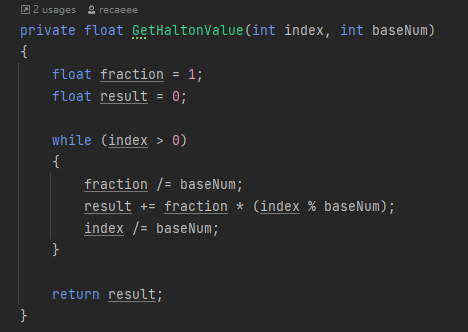 2 usages recaeee
private float GetHaltonValue(int index, int baseNum)
{
    float fraction = 1;
    float result = 0;

    while (index > 0)
    {
        fraction /= baseNum;
        result += fraction * (index % baseNum);
        index /= baseNum;
    }

    return result;
}